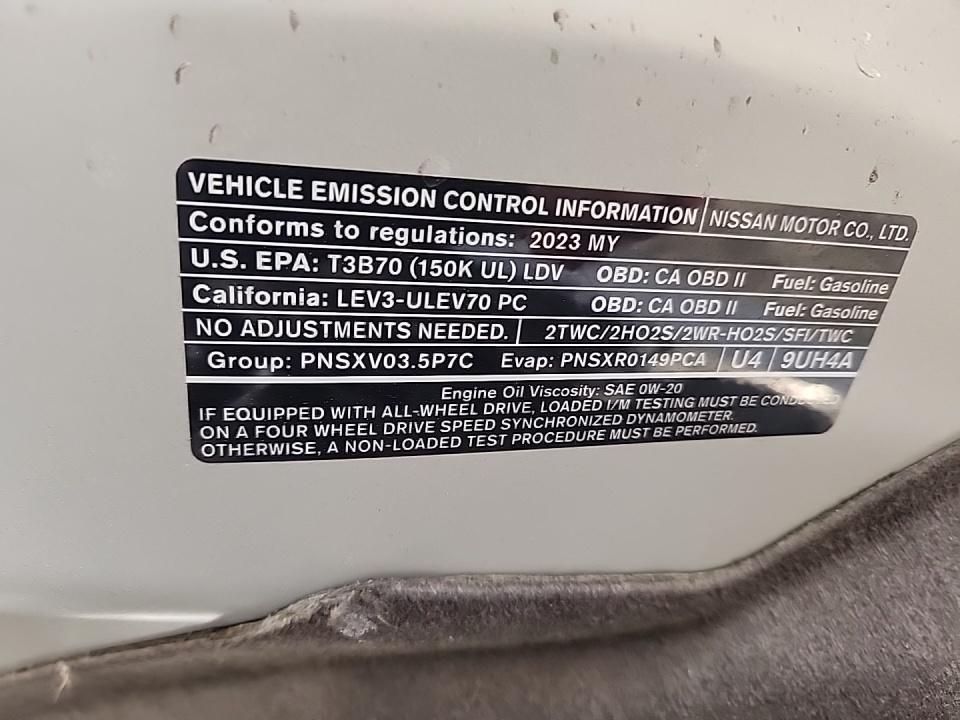 VEHICLE EMISSION CONTROL INFORMATION NISSAN MOTOR CO., LTD.
Conforms to regulations: 2023 MY
U.S. EPA: T3B70 (150K UL) LDV OBD: CA OBD II Fuel: Gasoline
California: LEV3-ULEV70 PC OBD: CA OBD II Fuel: Gasoline
NO ADJUSTMENTS NEEDED. 2TWC/2HO2S/2WR-HO2S/SFI/TWC
Group: PNSXV03.5P7C Evap: PNSXR0149PCA U4 9UH4A
Engine Oil Viscosity: SAE 0W-20
IF EQUIPPED WITH ALL-WHEEL DRIVE, LOADED I/M TESTING MUST BE CONDUCTED
ON A FOUR WHEEL DRIVE SPEED SYNCHRONIZED DYNAMOMETER.
OTHERWISE, A NON-LOADED TEST PROCEDURE MUST BE PERFORMED.